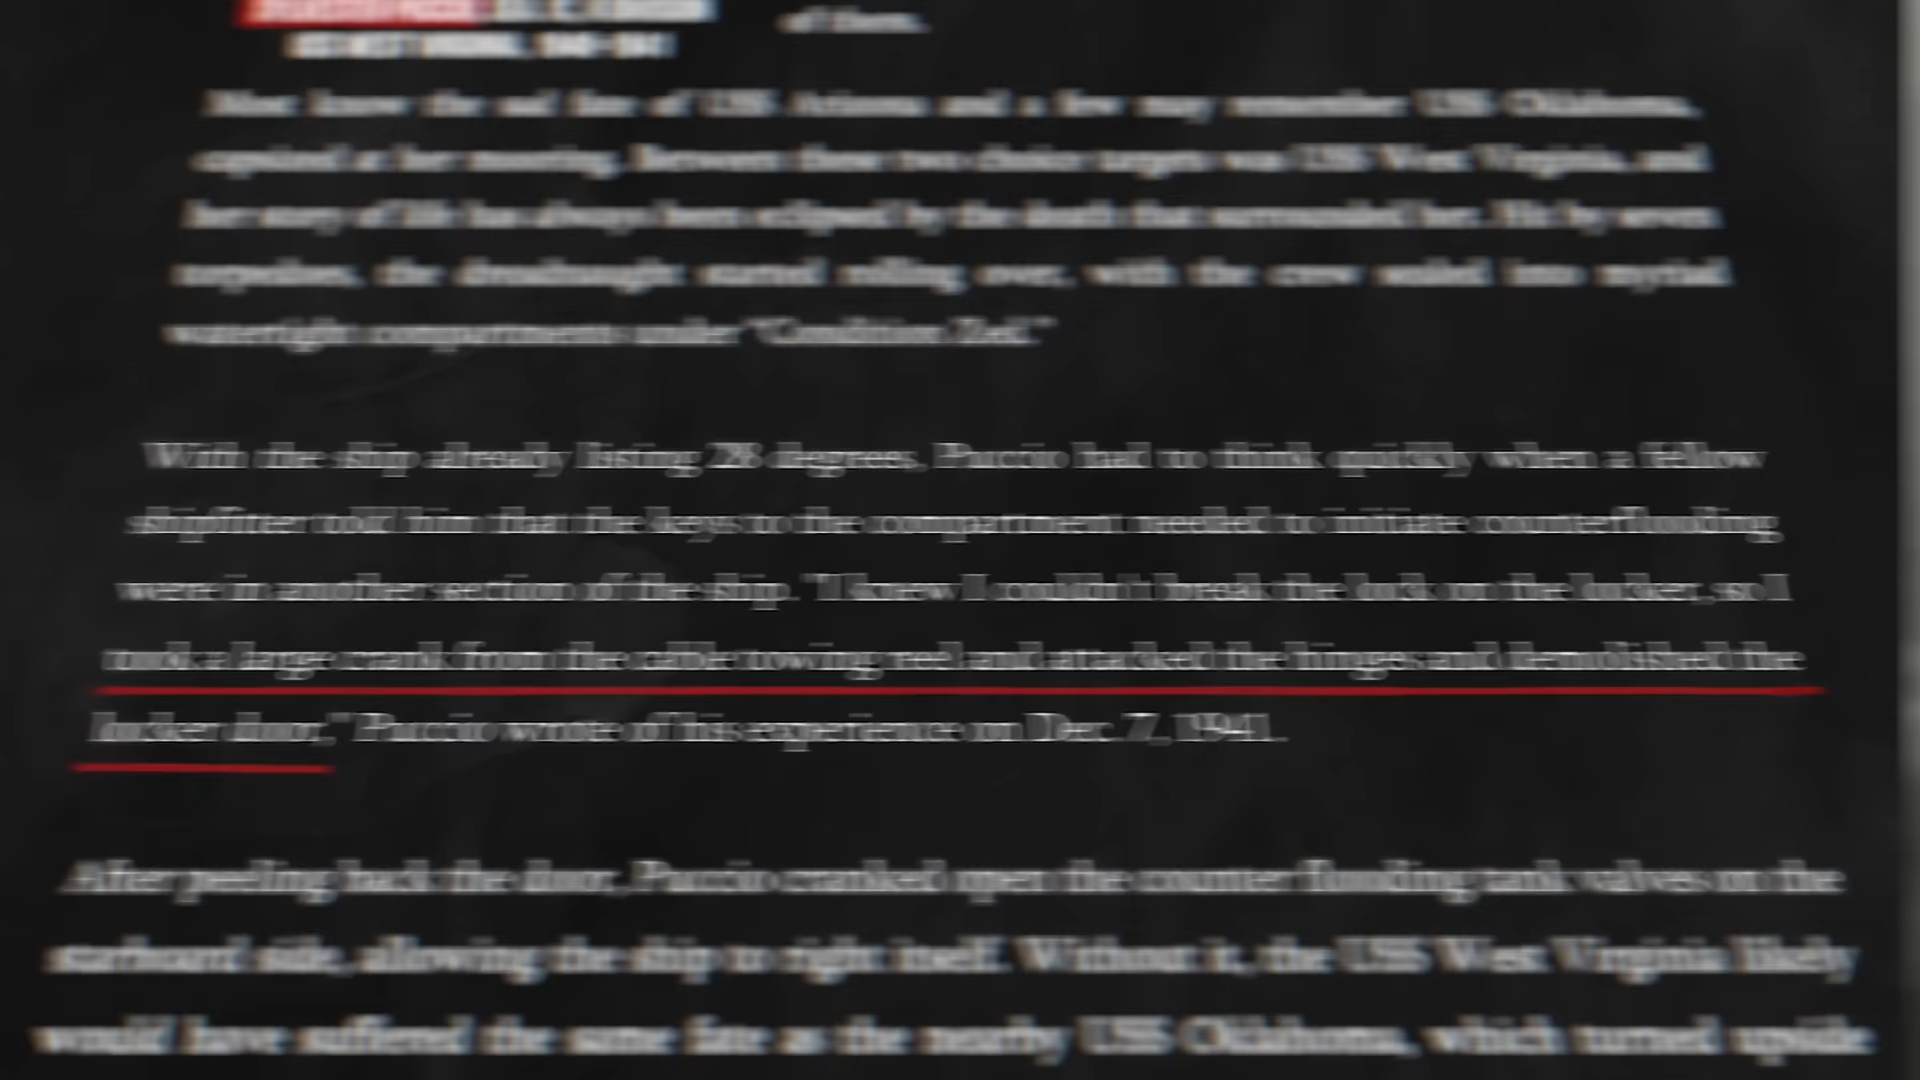 of them.
Most know the sad fate of USS Arizona and a few may remember USS Oklahoma,
capsized at her mooring. Between these two choice targets was USS West Virginia, and
her story of life has always been eclipsed by the death that surrounded her. Hit by seven
torpedoes, the dreadnaught started rolling over, with the crew sealed into myriad
watertight compartments under "Condition Zed."
With the ship already listing 28 degrees, Puccio had to think quickly when a fellow
shipfitter told him that the keys to the compartment needed to initiate counterflooding
were in another section of the ship. "I knew I couldn't break the lock on the locker, so I
took a large crank from the cable towing reel and attacked the hinges and demolished the
locker door," Puccio wrote of his experience on Dec. 7, 1941.
After peeling back the door, Puccio cranked open the counter flooding tank valves on the
starboard side, allowing the ship to right itself. Without it, the USS West Virginia likely
would have suffered the same fate as the nearby USS Oklahoma, which turned upside